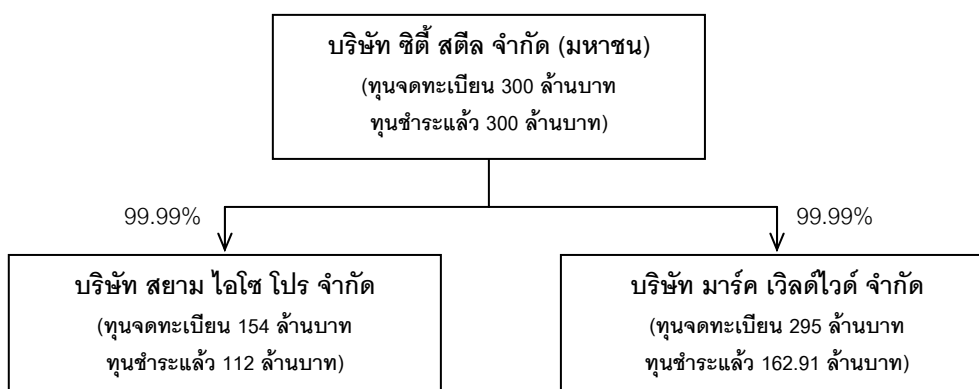 บริษัท ซิตี้ สตีล จำกัด (มหาชน)
(ทุนจดทะเบียน 300 ล้านบาท
ทุนชำระแล้ว 300 ล้านบาท)
99.99%
99.99%
บริษัท สยาม ไอโซ โปร จำกัด
(ทุนจดทะเบียน 154 ล้านบาท
ทุนชำระแล้ว 112 ล้านบาท)
บริษัท มาร์ค เวิลด์ไวด์ จำกัด
(ทุนจดทะเบียน 295 ล้านบาท
ทุนชำระแล้ว 162.91 ล้านบาท)